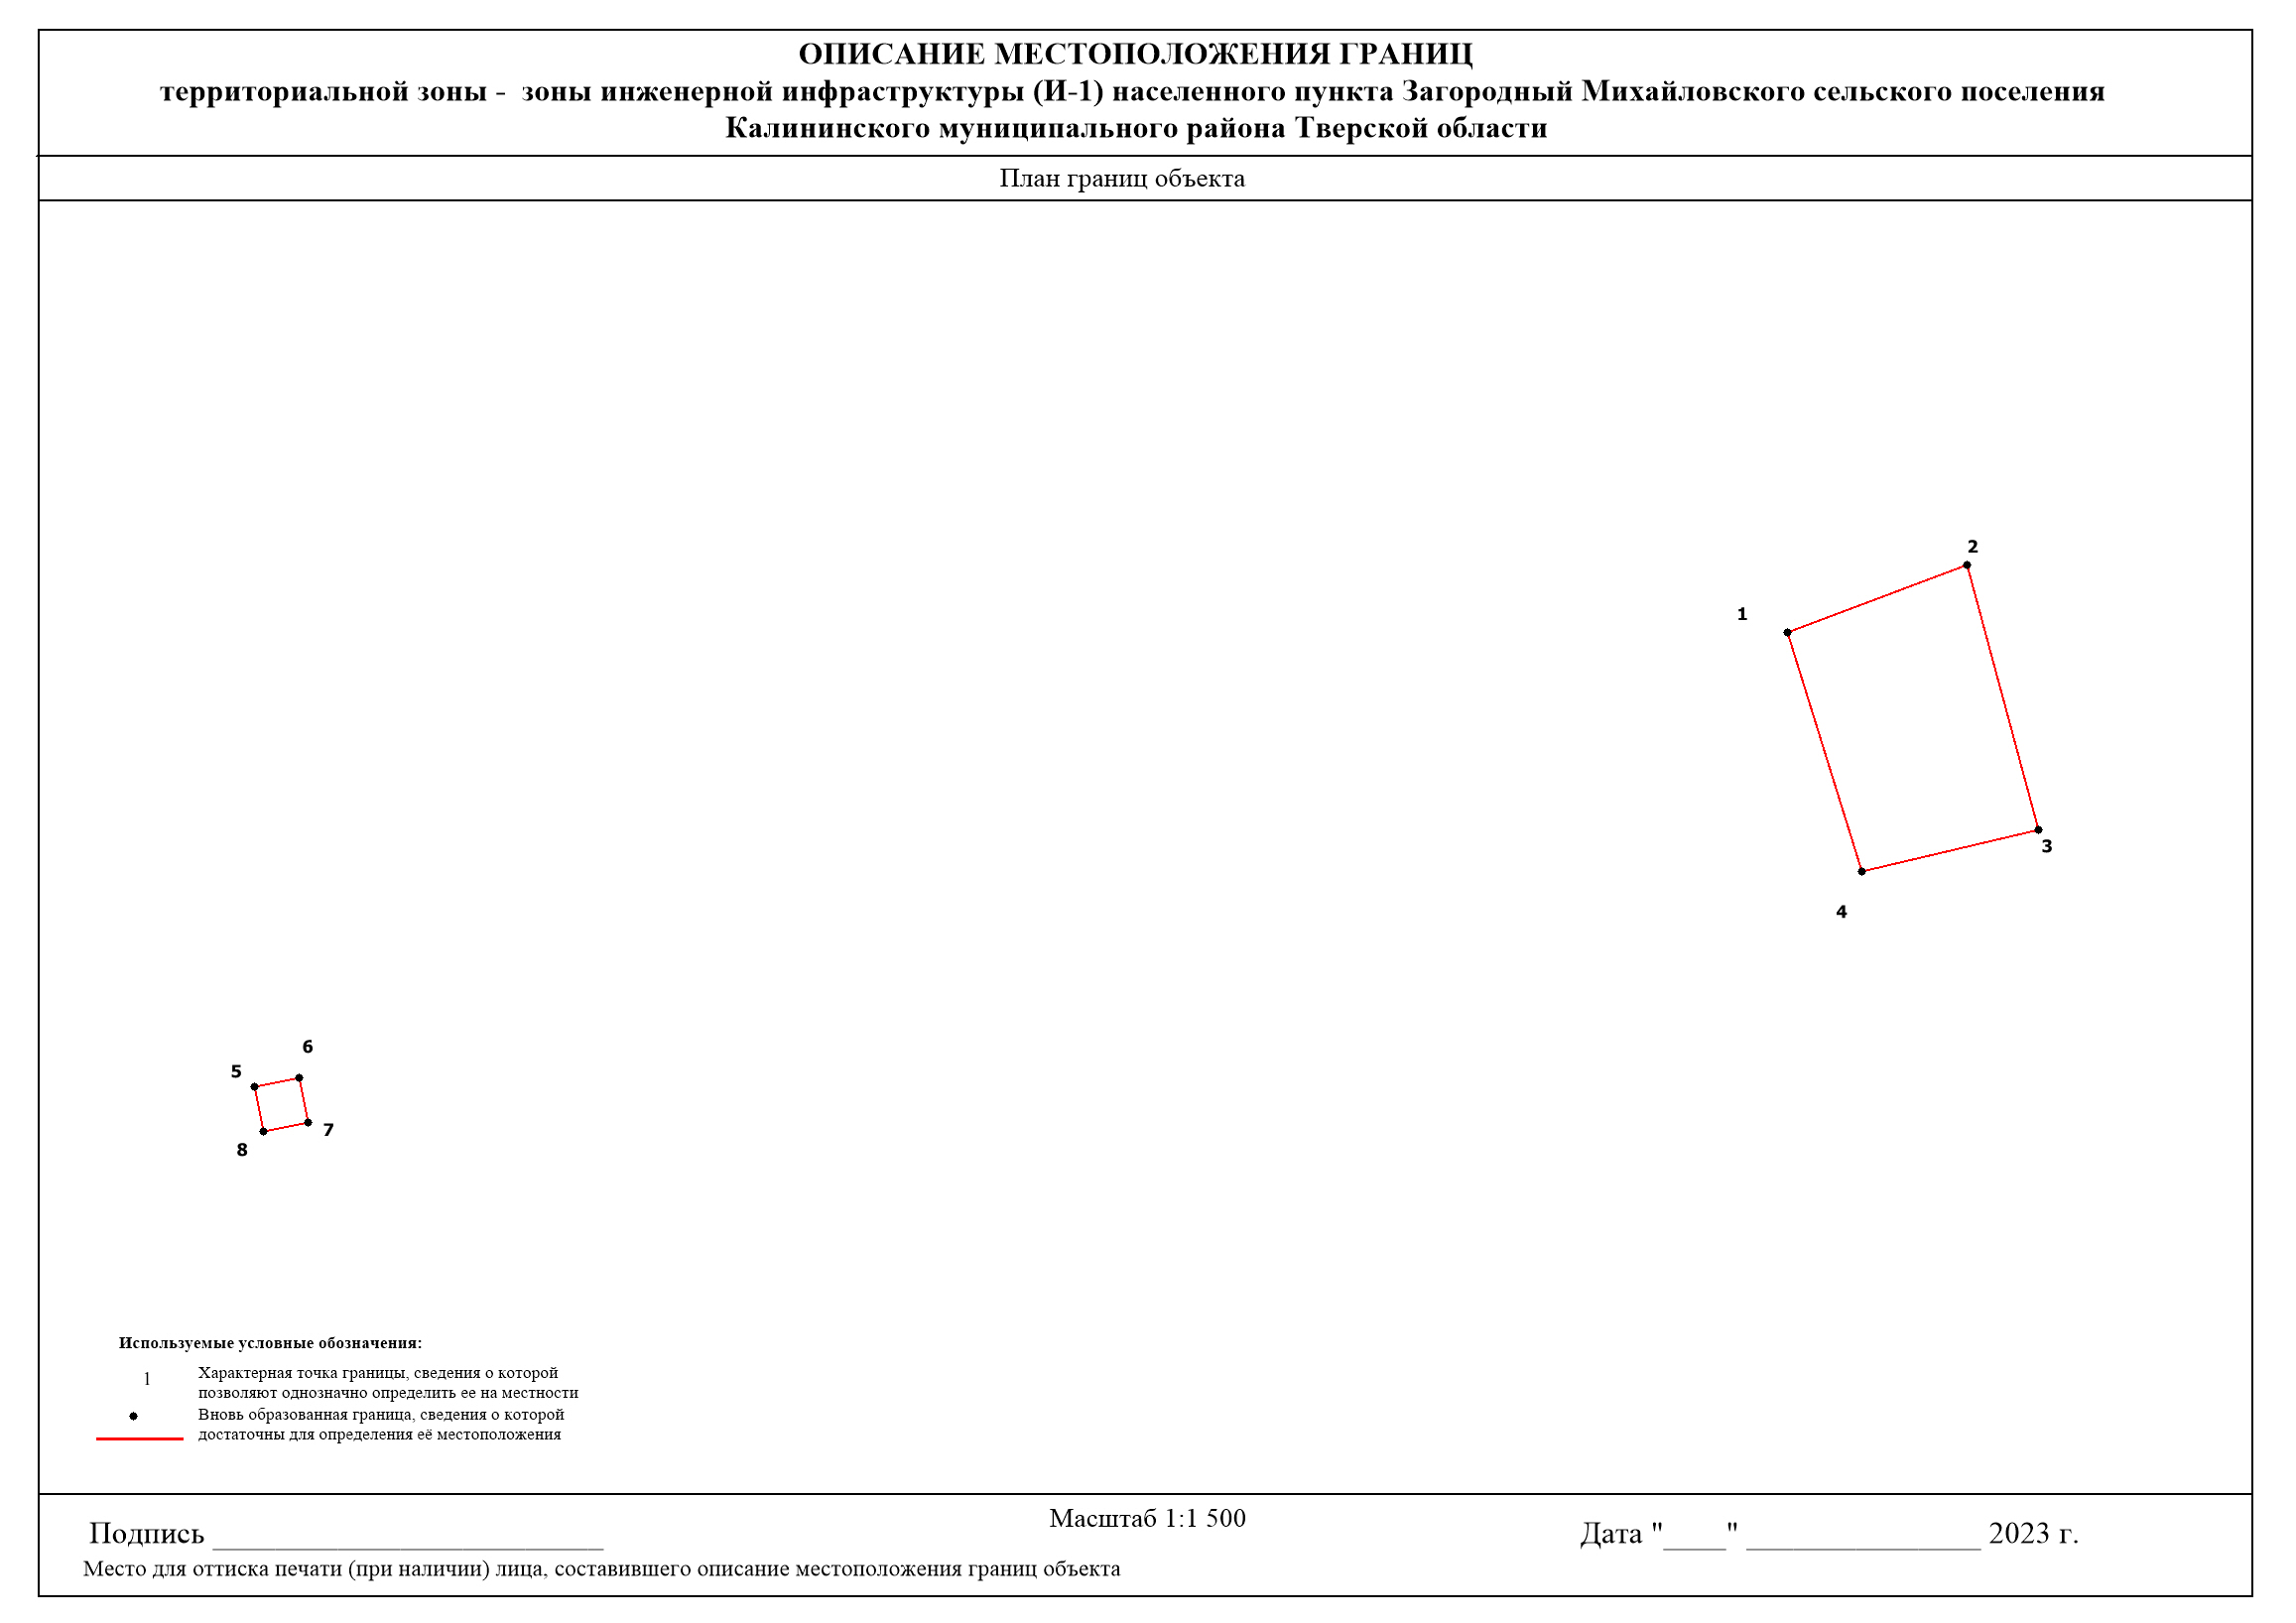 ОПИСАНИЕ МЕСТОПОЛОЖЕНИЯ ГРАНИЦ
территориальной зоны - зоны инженерной инфраструктуры (И-1) населенного пункта Загородный Михайловского сельского поселения
Калининского муниципального района Тверской области
План границ объекта
2
1
3
4
6
5
7
8
Используемые условные обозначения:
1
Характерная точка границы, сведения о которой
позволяют однозначно определить ее на местности
Вновь образованная граница, сведения о которой
достаточны для определения её местоположения
Масштаб 1:1 500
Подпись _________________________
Дата "____" _______________ 2023 г.
Место для оттиска печати (при наличии) лица, составившего описание местоположения границ объекта